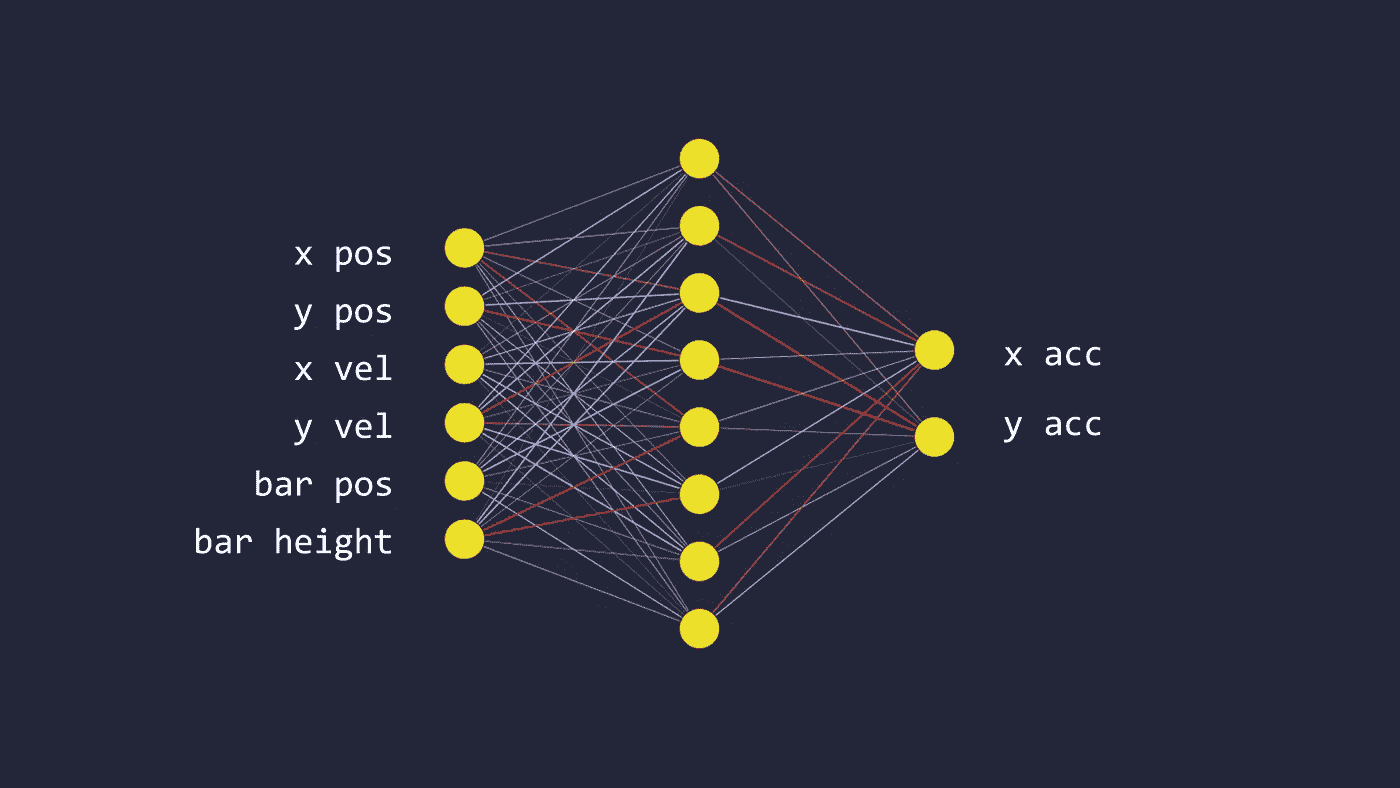 x pos
y pos
x vel
y vel
bar pos
bar height
x acc
y acc